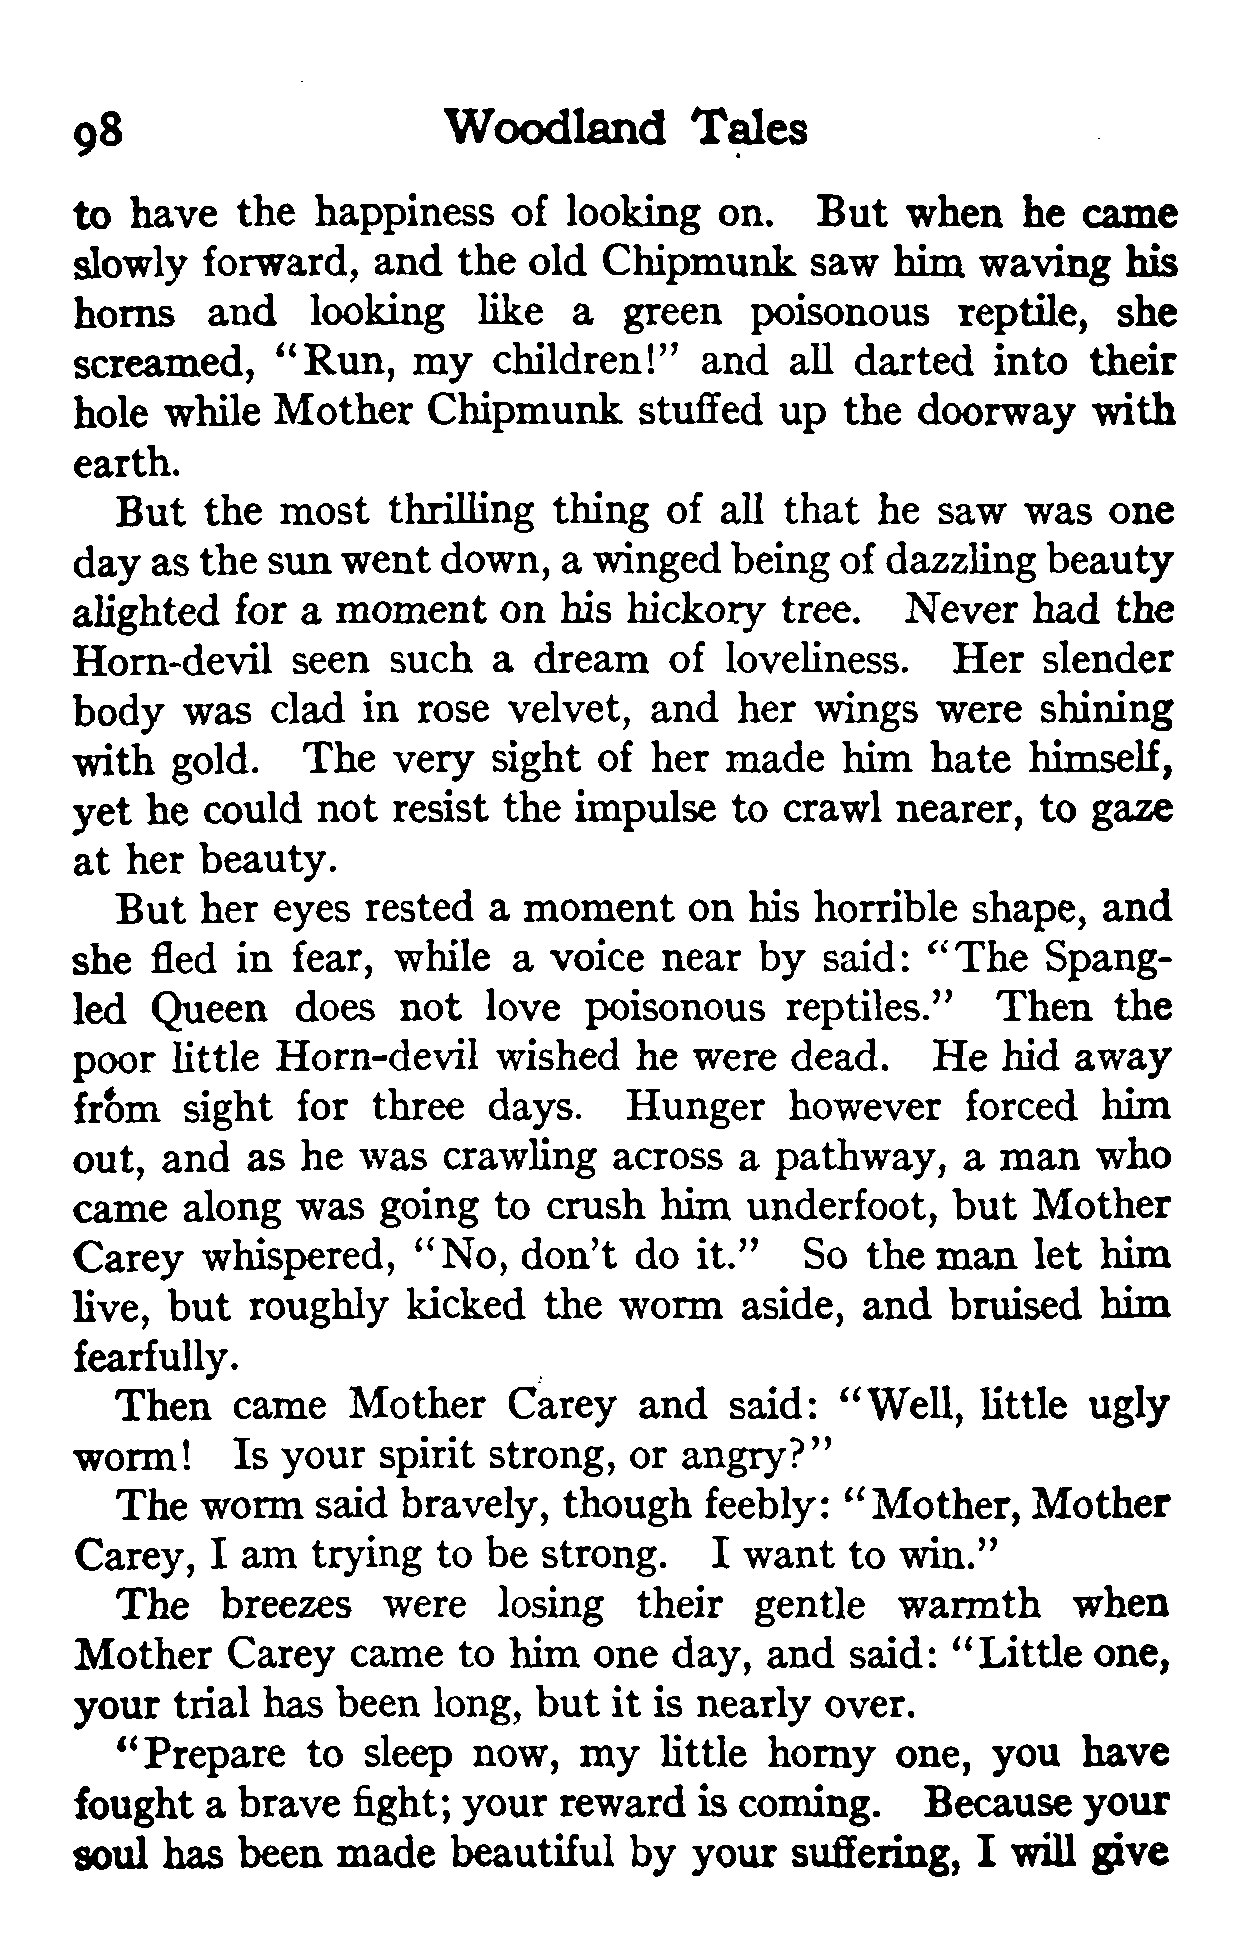 98 Woodland Tales
to have the happiness of looking on. But when he came
slowly forward, and the old Chipmunk saw him waving his
horns and looking like a green poisonous reptile, she
screamed, "Run, my children!" and all darted into their
hole while Mother Chipmunk stuffed up the doorway with
earth.
But the most thrilling thing of all that he saw was one
day as the sun went down, a winged being of dazzling beauty
alighted for a moment on his hickory tree. Never had the
Horn-devil seen such a dream of loveliness. Her slender
body was clad in rose velvet, and her wings were shining
with gold. The very sight of her made him hate himself,
yet he could not resist the impulse to crawl nearer, to gaze
at her beauty.
But her eyes rested a moment on his horrible shape, and
she fled in fear, while a voice near by said: "The Spang-
led Queen does not love poisonous reptiles." Then the
poor little Horn-devil wished he were dead. He hid away
from sight for three days. Hunger however forced him
out, and as he was crawling across a pathway, a man who
came along was going to crush him underfoot, but Mother
Carey whispered, "No, don't do it." So the man let him
live, but roughly kicked the worm aside, and bruised him
fearfully.
Then came Mother Carey and said: "Well, little ugly
worm! Is your spirit strong, or angry?"
The worm said bravely, though feebly: "Mother, Mother
Carey, I am trying to be strong. I want to win."
The breezes were losing their gentle warmth when
Mother Carey came to him one day, and said: "Little one,
your trial has been long, but it is nearly over.
"Prepare to sleep now, my little horny one, you have
fought a brave fight; your reward is coming. Because your
soul has been made beautiful by your suffering, I will give